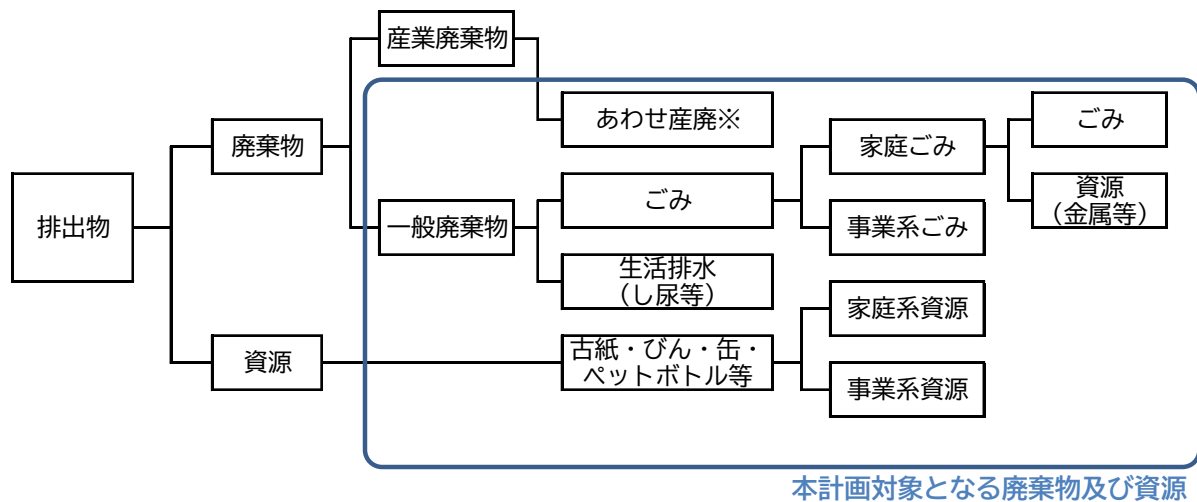 産業廃棄物
あわせ産廃※
ごみ
廃棄物
家庭ごみ
資源
（金属等）
ごみ
排出物
一般廃棄物
事業系ごみ
生活排水
（し尿等）
家庭系資源
資源
古紙・びん・缶・
ペットボトル等
事業系資源
本計画対象となる廃棄物及び資源